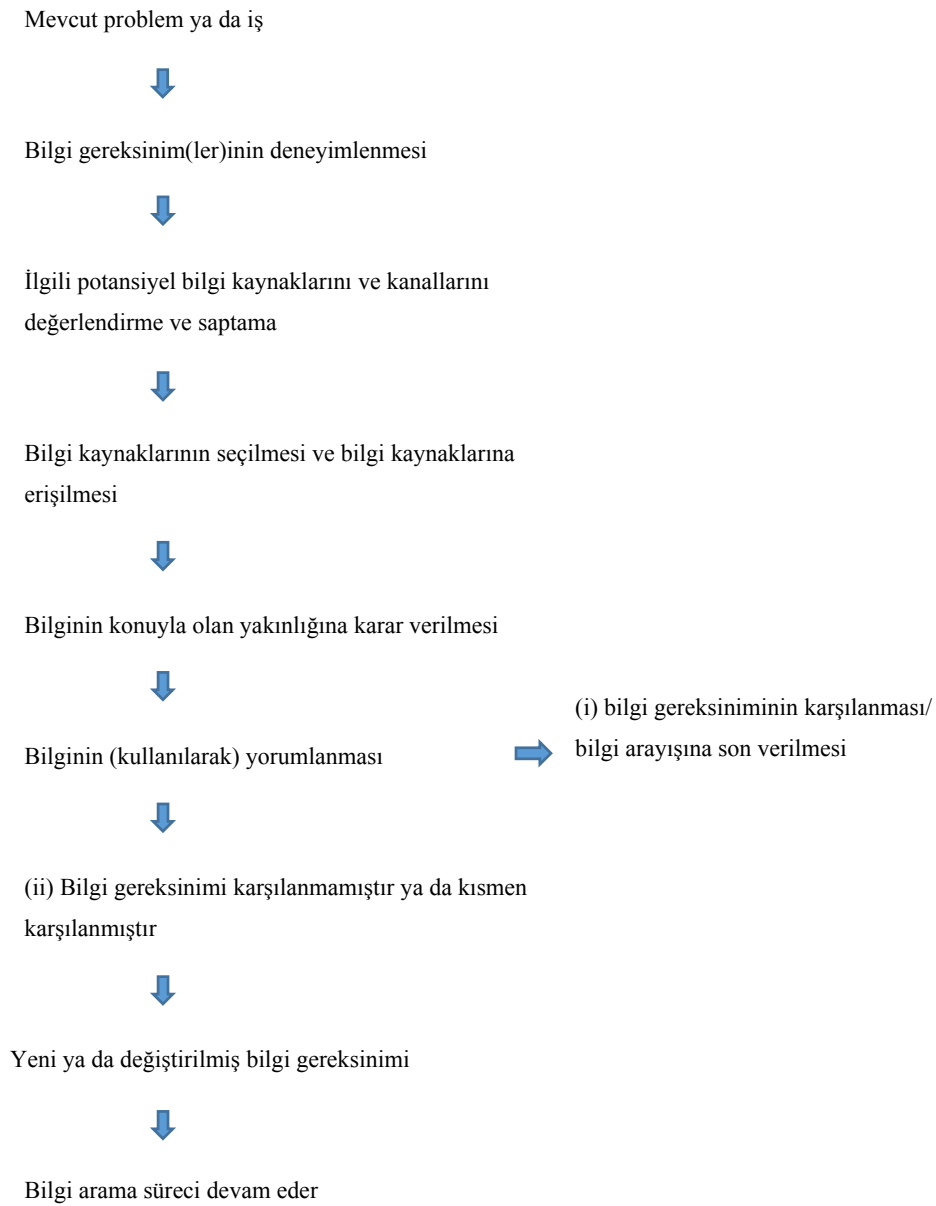 Mevcut problem ya da iş
Bilgi gereksinim(ler)inin deneyimlenmesi
İlgili potansiyel bilgi kaynaklarını ve kanallarını
değerlendirme ve saptama
Bilgi kaynaklarının seçilmesi ve bilgi kaynaklarına
erişilmesi
Bilginin konuyla olan yakınlığına karar verilmesi
Bilginin (kullanılarak) yorumlanması
(i) bilgi gereksiniminin karşılanması/
bilgi arayışına son verilmesi
(ii) Bilgi gereksinimi karşılanmamıştır ya da kısmen
karşılanmıştır
Yeni ya da değiştirilmiş bilgi gereksinimi
Bilgi arama süreci devam eder